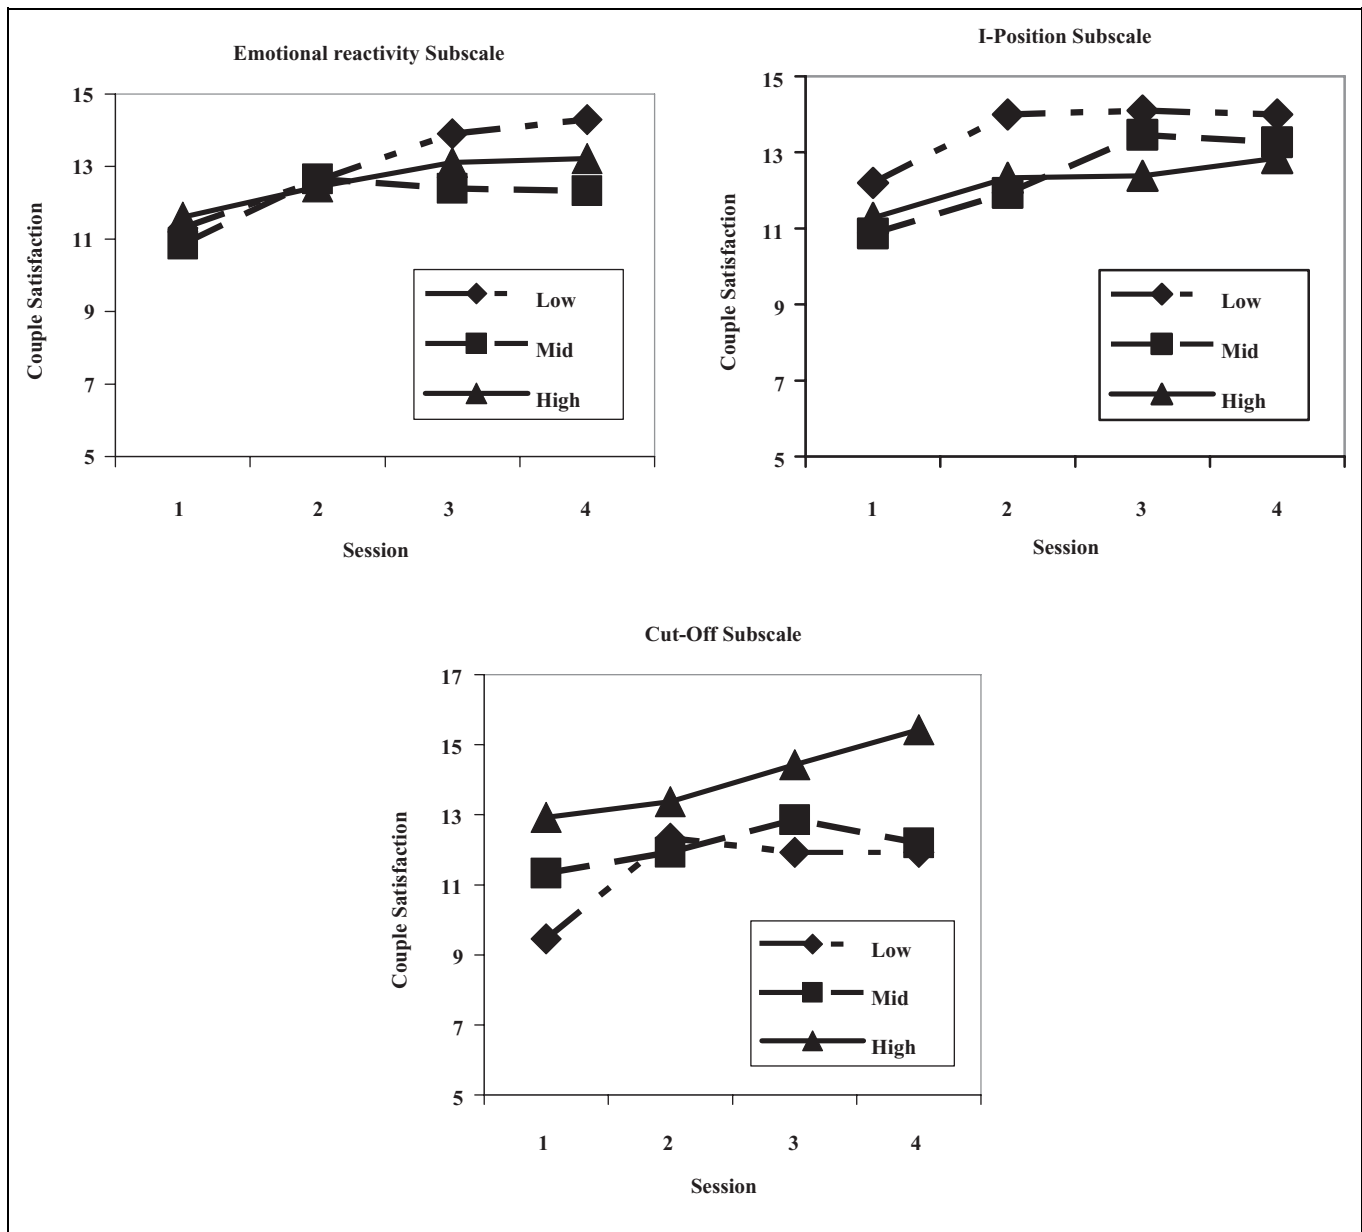 Emotional reactivity Subscale
15
13
11
9
7
5
Couple Satisfaction
Low
Mid
High
1 2 3 4
Session
I-Position Subscale
15
13
11
9
7
5
Couple Satisfaction
Low
Mid
High
1 2 3 4
Session
Cut-Off Subscale
17
15
13
11
9
7
5
Couple Satisfaction
Low
Mid
High
1 2 3 4
Session